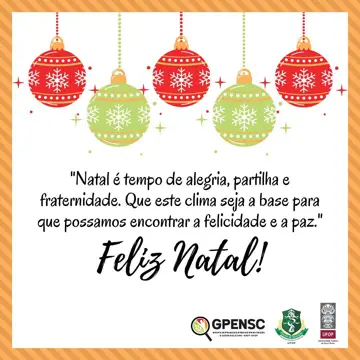 "Natal é tempo de alegria, partilha e
fraternidade. Que este clima seja a base para
que possamos encontrar a felicidade e a paz."
Feliz Natal!
GPENSC
UFOP